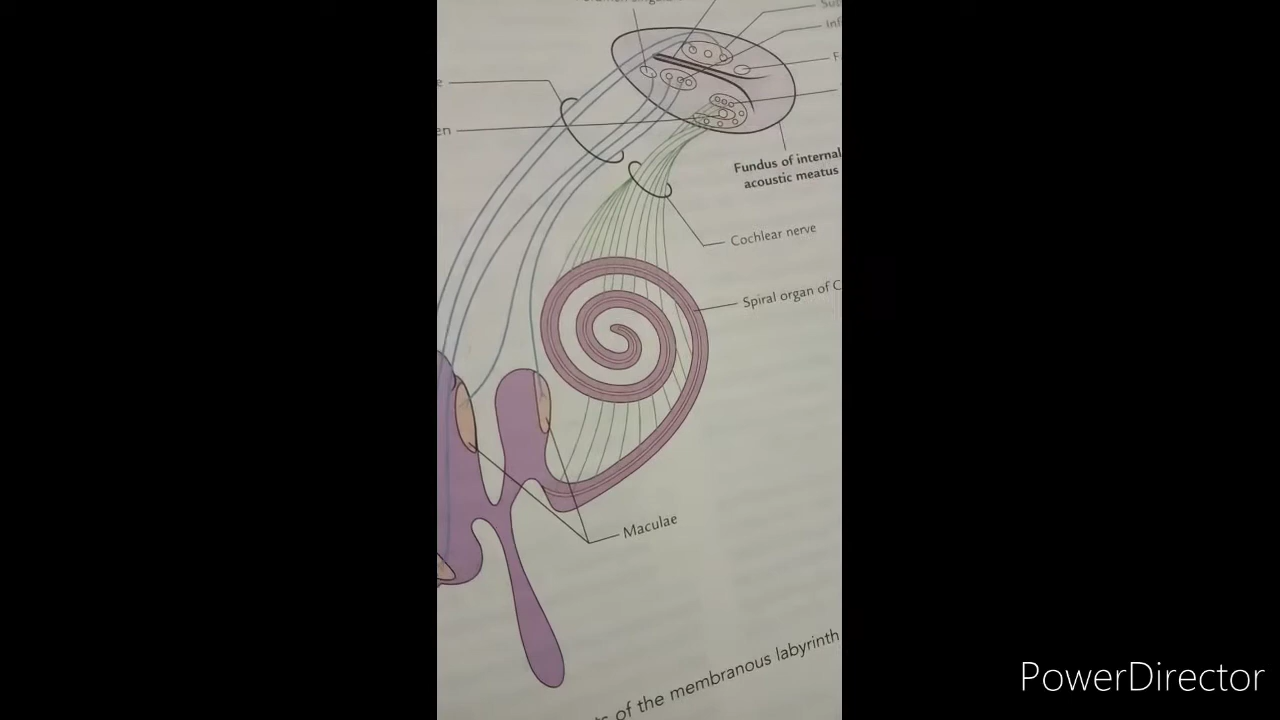 Fundus of internal
acoustic meatus
Cochlear nerve
Spiral organ of C
Maculae
of the membranous labyrinth
PowerDirector